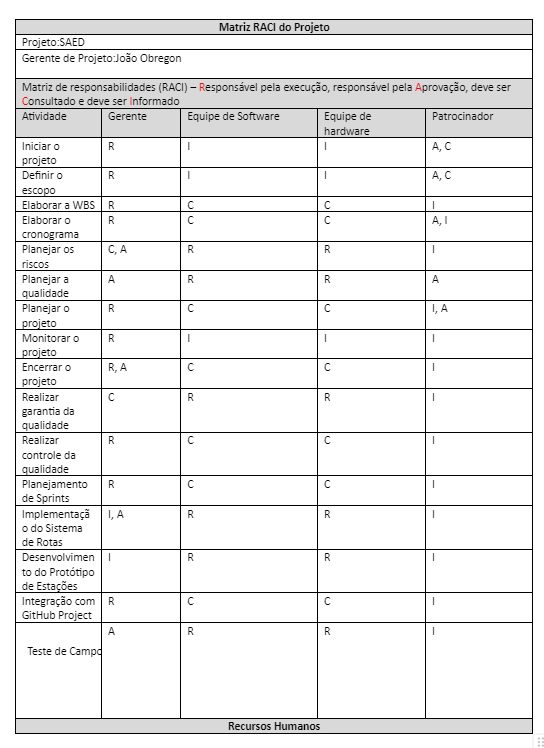 Matriz RACI do Projeto
Projeto:SAED
Gerente de Projeto:João Obregon
Matriz de responsabilidades (RACI) – Responsável pela execução, responsável pela Aprovação, deve ser
Consultado e deve ser Informado
Atividade Gerente Equipe de Software Equipe de hardware Patrocinador
Iniciar o projeto R I I A, C
Definir o escopo R I I A, C
Elaborar a WBS R C C I
Elaborar o cronograma R C C A, I
Planejar os riscos C, A R R I
Planejar a qualidade A R R A
Planejar o projeto R C C I, A
Monitorar o projeto R I I I
Encerrar o projeto R, A C C I
Realizar garantia da qualidade C R R I
Realizar controle da qualidade R C C I
Planejamento de Sprints R C C I
Implementação do Sistema de Rotas I, A R R I
Desenvolvimento do Protótipo de Estações I R R I
Integração com GitHub Project R C C I
Teste de Campo A R R I
Recursos Humanos